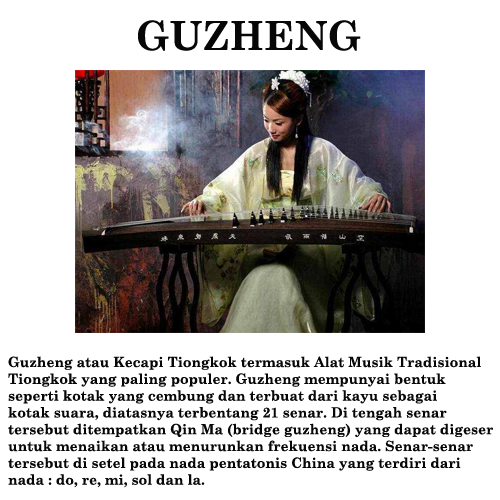 GUZHENG
Guzheng atau Kecapi Tiongkok termasuk Alat Musik Tradisional
Tiongkok yang paling populer. Guzheng mempunyai bentuk
seperti kotak yang cembung dan terbuat dari kayu sebagai
kotak suara, diatasnya terbentang 21 senar. Di tengah senar
tersebut ditempatkan Qin Ma (bridge guzheng) yang dapat digeser
untuk menaikan atau menurunkan frekuensi nada. Senar-senar
tersebut di setel pada nada pentatonis China yang terdiri dari
nada : do, re, mi, sol dan la.